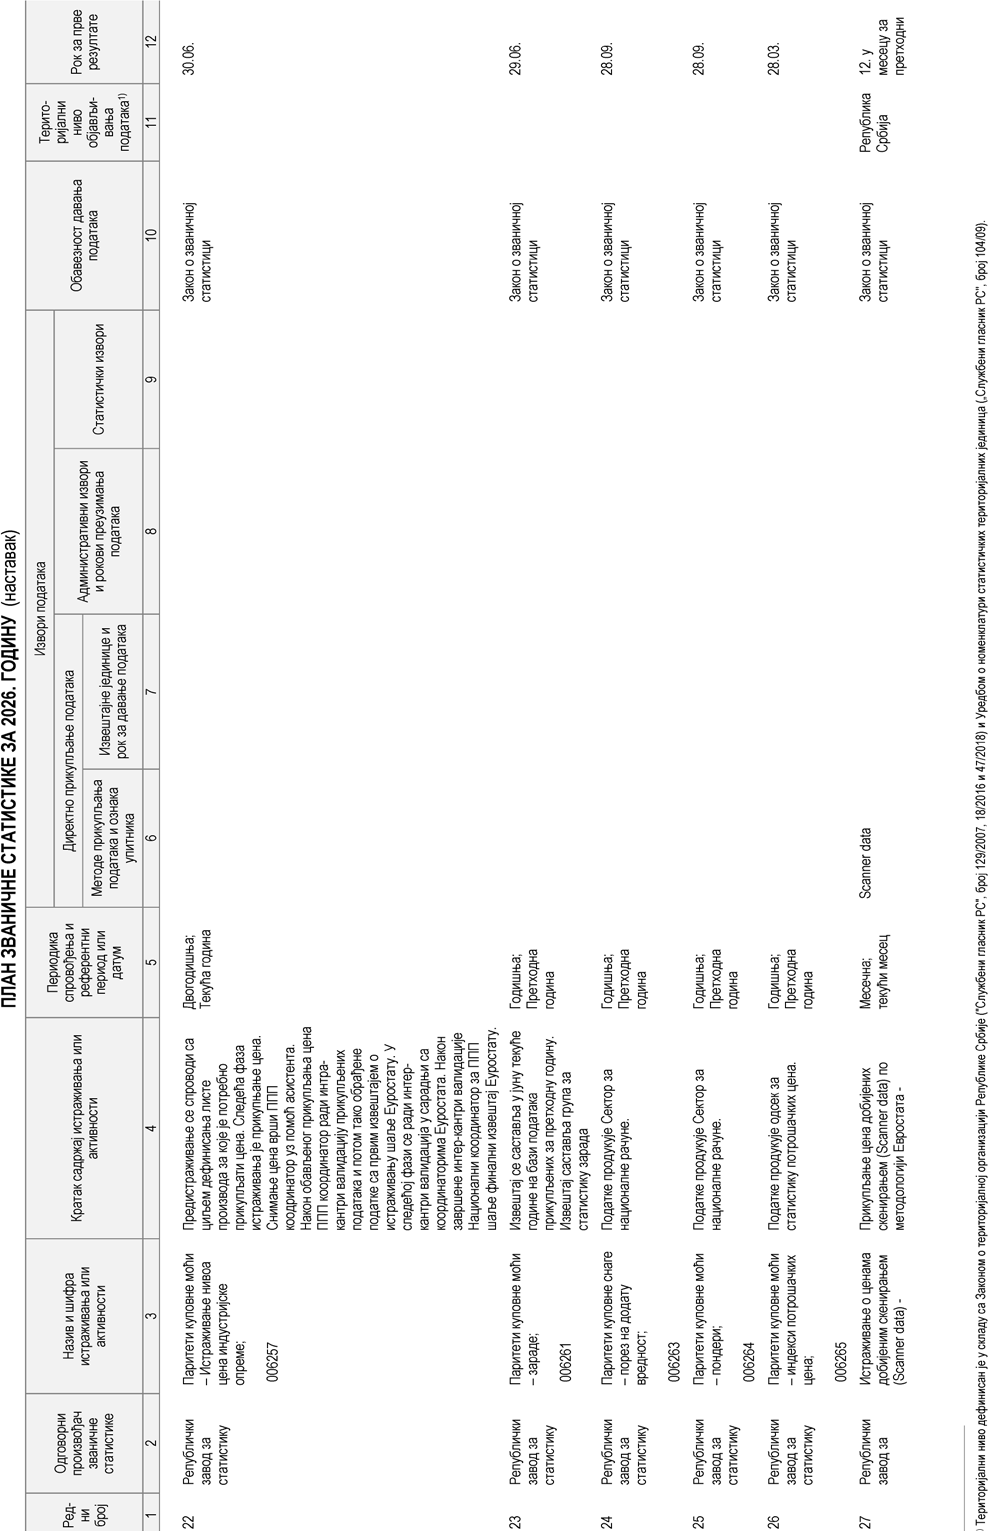 ПЛАН ЗВАНИЧНЕ СТАТИСТИКЕ ЗА 2026. ГОДИНУ (наставак)
Ред-
ни
број
Одговорни
произвођач
званичне
статистике
Назив и шифра
истраживања или
активности
Кратак садржај истраживања или
активности
Периодика
спровођења и
референтни
период или
датум
Извори података
Директно прикупљање података
Методе прикупљања
података и ознака
упитника
Извештајне јединице и
рок за давање података
Административни извори
и рокови преузимања
података
Статистички извори
Обавезност давања
података
Терито-
ријални
ниво
објављи-
вања
података1)
Рок за прве
резултате
1
2
3
4
5
6
7
8
9
10
11
12
22
Републички
завод за
статистику
Паритети куповне моћи
– Истраживање нивоа
цена индустријске
опреме;
006257
Предистраживање се спроводи са
циљем дефинисања листе
производа за које је потребно
прикупљати цена. Следећа фаза
истраживања је прикупњање цена.
Снимање цена врши ППП
коодринатор уз помоћ асистента.
Након обављеног прикупљања цена
ППП координатор ради интра-
кантри валидацију прикупљених
података и потом тако обрађене
податке са првим извештајем о
истраживању шаље Еуростату. У
следећој фази се ради интер-
кантри валидација у сарадњи са
координаторима Еуростата. Након
завршене интер-кантри валидације
Национални координатор за ППП
шаље финални извештај Еуростату.
Двогодишња;
Текућа година
Закон о званичној
статистици
30.06.
23
Републички
завод за
статистику
Паритети куповне моћи
– зараде;
006261
Извештај се саставља у јуну текуће
године на бази података
прикупљених за претходну годину.
Извештај саставља група за
статистику зарада
Годишња;
Претходна
година
Закон о званичној
статистици
29.06.
24
Републички
завод за
статистику
Паритети куповне снаге
– порез на додату
вредност;
006263
Податке продукује Сектор за
националне рачуне.
Годишња;
Претходна
година
Закон о званичној
статистици
28.09.
25
Републички
завод за
статистику
Паритети куповне моћи
– пондери;
006264
Податке продукује Сектор за
националне рачуне.
Годишња;
Претходна
година
Закон о званичној
статистици
28.09.
26
Републички
завод за
статистику
Паритети куповне моћи
– индекси потрошачких
цена;
006265
Податке продукује одсек за
статистику потрошачких цена.
Годишња;
Претходна
година
Закон о званичној
статистици
28.03.
27
Републички
завод за
Истраживање о ценама
добијеним скенирањем
(Scanner data) -
Прикупљање цена добијених
скенирањем (Scanner data) по
методологији Евростата -
Месечна;
текући месец
Scanner data
Закон о званичној
статистици
Република
Србија
12. у
месецу за
претходни
) Територијални ниво дефинисан је у складу са Законом о територијалној организацији Републике Србије ("Службени гласник РС", број 129/2007, 18/2016 и 47/2018) и Уредбом о номенклатури статистичких територијалних јединица („Службени гласник РС", број 104/09).